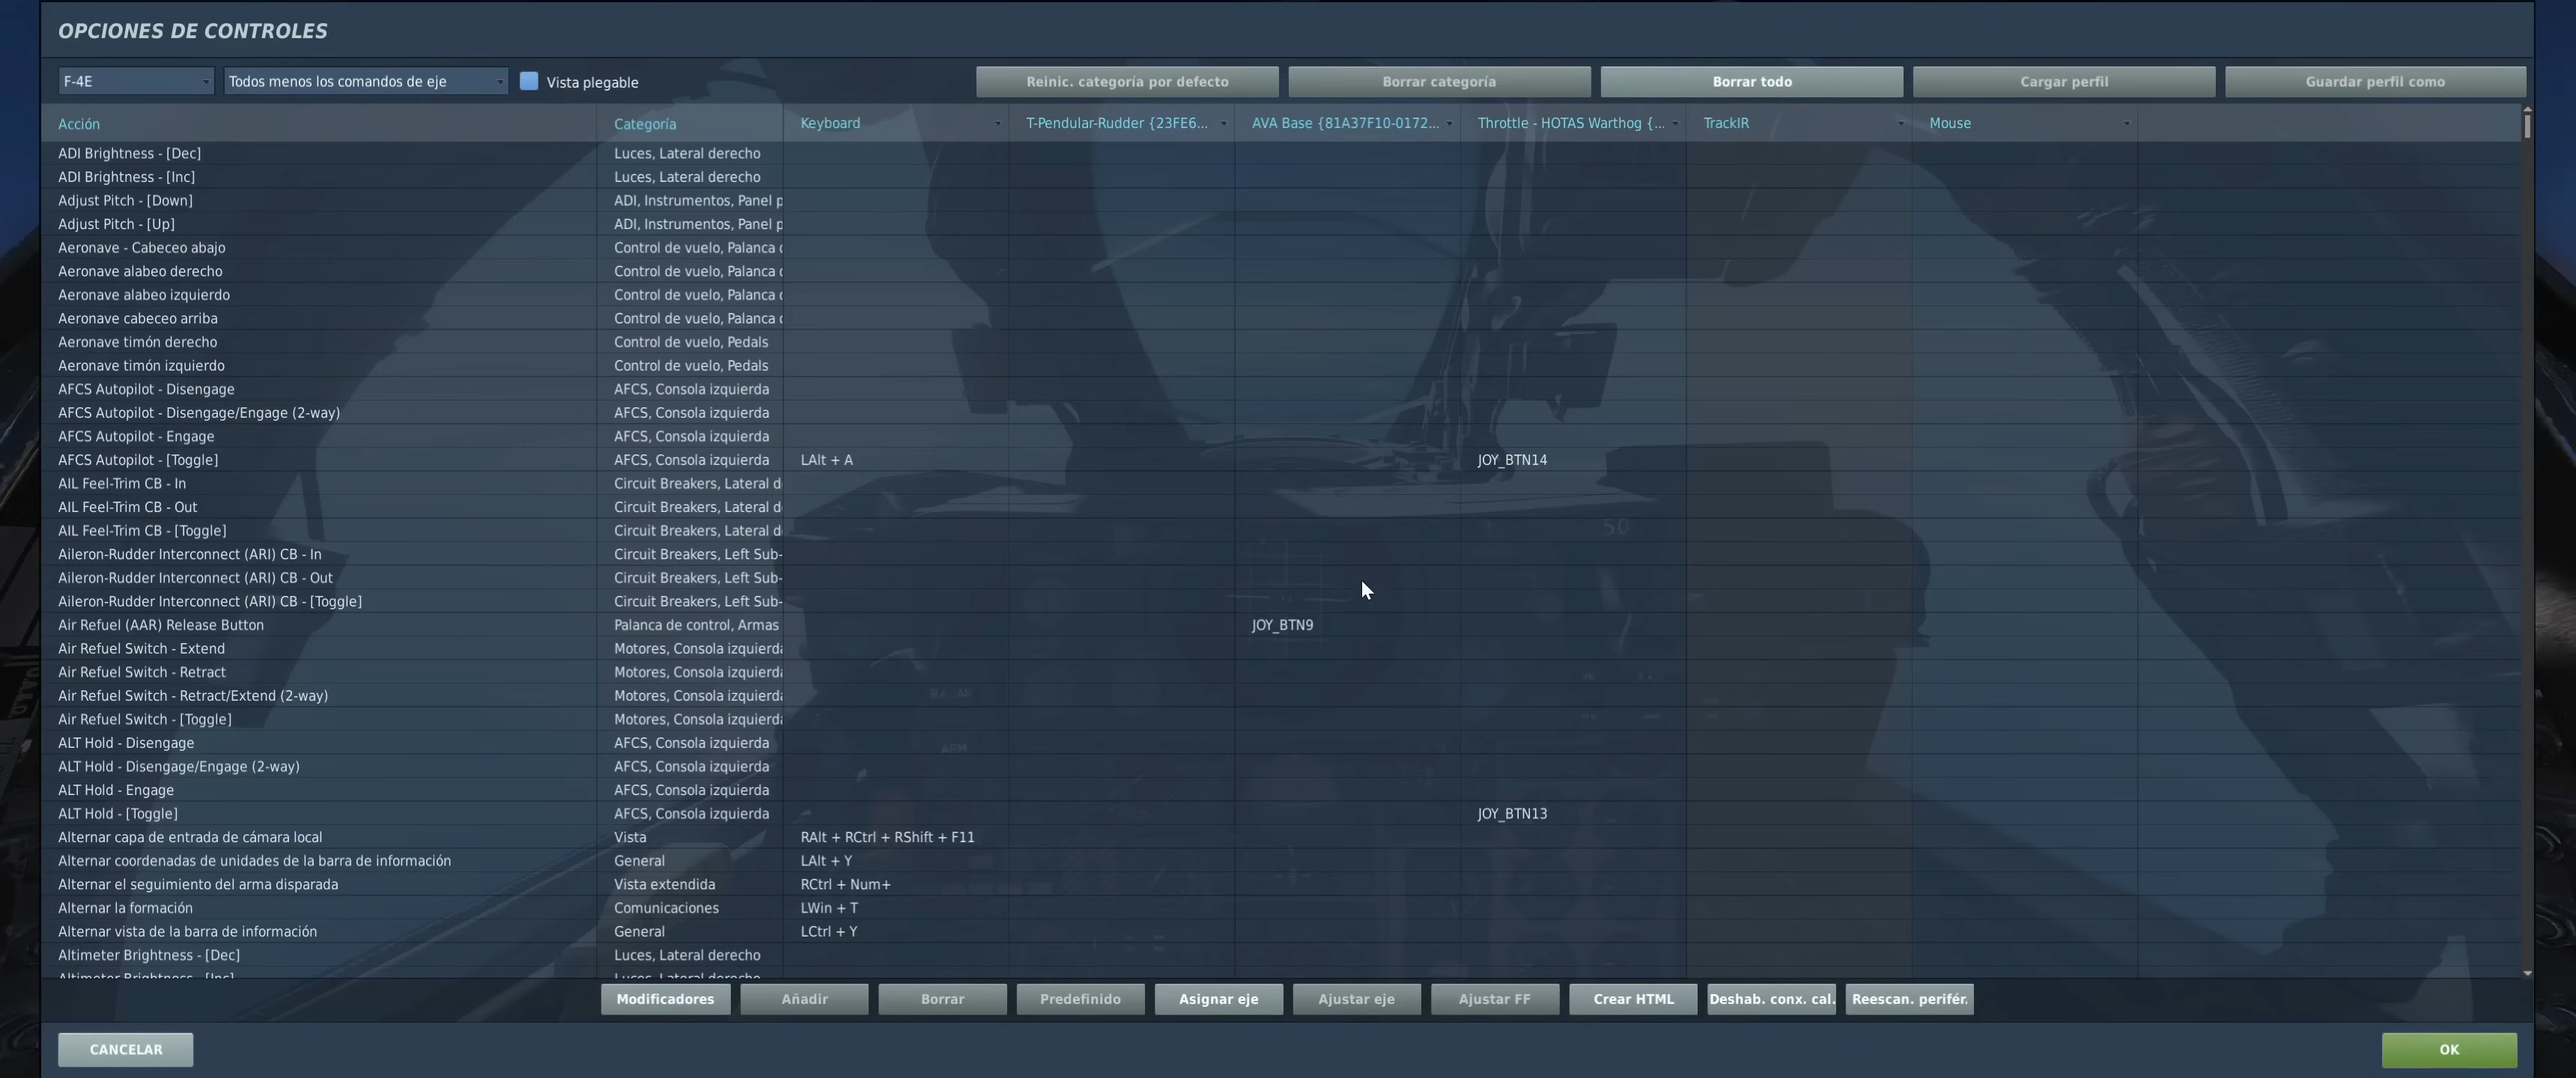 OPCIONES DE CONTROLES
F-4E Todos menos los comandos de eje Vista plegable Reinic. categoría por defecto Borrar categoría Borrar todo Cargar perfil Guardar perfil como
Acción Categoría Keyboard T-Pendular-Rudder {23FE6... AVA Base {81A37F10-0172... Throttle - HOTAS Warthog {... TrackIR Mouse
ADI Brightness - [Dec] Luces, Lateral derecho
ADI Brightness - [Inc] Luces, Lateral derecho
Adjust Pitch - [Down] ADI, Instrumentos, Panel p
Adjust Pitch - [Up] ADI, Instrumentos, Panel p
Aeronave - Cabeceo abajo Control de vuelo, Palanca c
Aeronave alabeo derecho Control de vuelo, Palanca c
Aeronave alabeo izquierdo Control de vuelo, Palanca c
Aeronave cabeceo arriba Control de vuelo, Palanca c
Aeronave timón derecho Control de vuelo, Pedals
Aeronave timón izquierdo Control de vuelo, Pedals
AFCS Autopilot - Disengage AFCS, Consola izquierda
AFCS Autopilot - Disengage/Engage (2-way) AFCS, Consola izquierda
AFCS Autopilot - Engage AFCS, Consola izquierda
AFCS Autopilot - [Toggle] AFCS, Consola izquierda LAlt + A JOY_BTN14
AIL Feel-Trim CB - In Circuit Breakers, Lateral d
AIL Feel-Trim CB - Out Circuit Breakers, Lateral d
AIL Feel-Trim CB - [Toggle] Circuit Breakers, Lateral d
Aileron-Rudder Interconnect (ARI) CB - In Circuit Breakers, Left Sub-
Aileron-Rudder Interconnect (ARI) CB - Out Circuit Breakers, Left Sub-
Aileron-Rudder Interconnect (ARI) CB - [Toggle] Circuit Breakers, Left Sub-
Air Refuel (AAR) Release Button Palanca de control, Armas JOY_BTN9
Air Refuel Switch - Extend Motores, Consola izquierda
Air Refuel Switch - Retract Motores, Consola izquierda
Air Refuel Switch - Retract/Extend (2-way) Motores, Consola izquierda
Air Refuel Switch - [Toggle] Motores, Consola izquierda
ALT Hold - Disengage AFCS, Consola izquierda
ALT Hold - Disengage/Engage (2-way) AFCS, Consola izquierda
ALT Hold - Engage AFCS, Consola izquierda
ALT Hold - [Toggle] AFCS, Consola izquierda JOY_BTN13
Alternar capa de entrada de cámara local Vista RAlt + RCtrl + RShift + F11
Alternar coordenadas de unidades de la barra de información General LAlt + Y
Alternar el seguimiento del arma disparada Vista extendida RCtrl + Num+
Alternar la formación Comunicaciones LWin + T
Alternar vista de la barra de información General LCtrl + Y
Altimeter Brightness - [Dec] Luces, Lateral derecho
Altimeter Brightness - [Inc] Luces, Lateral derecho
Modificadores Añadir Borrar Predefinido Asignar eje Ajustar eje Ajustar FF Crear HTML Deshab. conx. cal. Reescan. perifér.
CANCELAR OK